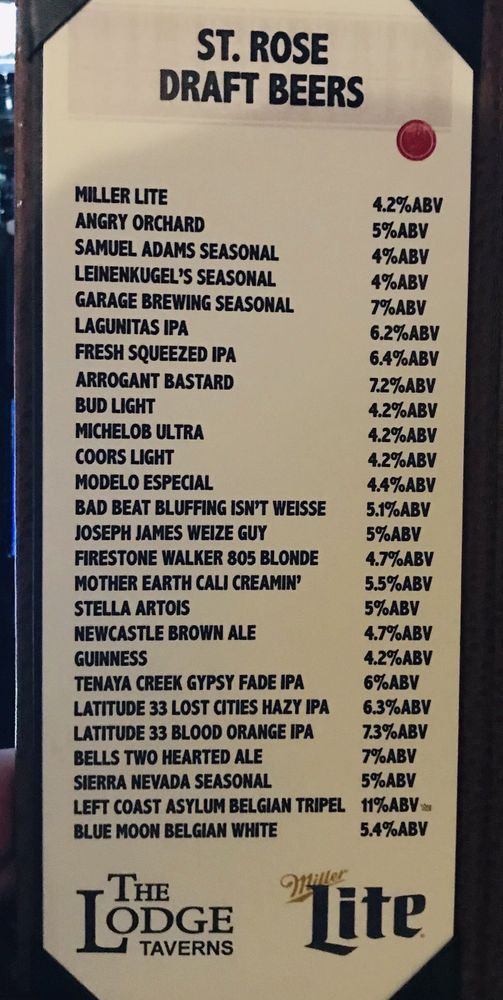 ST. ROSE
DRAFT BEERS
MILLER LITE 4.2%ABV
ANGRY ORCHARD 5%ABV
SAMUEL ADAMS SEASONAL 4%ABV
LEINENKUGEL'S SEASONAL 4%ABV
GARAGE BREWING SEASONAL 7%ABV
LAGUNITAS IPA 6.2%ABV
FRESH SQUEEZED IPA 6.4%ABV
ARROGANT BASTARD 7.2%ABV
BUD LIGHT 4.2%ABV
MICHELOB ULTRA 4.2%ABV
COORS LIGHT 4.2%ABV
MODELO ESPECIAL 4.4%ABV
BAD BEAT BLUFFING ISN'T WEISSE 5.1%ABV
JOSEPH JAMES WEIZE GUY 5%ABV
FIRESTONE WALKER 805 BLONDE 4.7%ABV
MOTHER EARTH CALI CREAMIN' 5.5%ABV
STELLA ARTOIS 5%ABV
NEWCASTLE BROWN ALE 4.7%ABV
GUINNESS 4.2%ABV
TENAYA CREEK GYPSY FADE IPA 6%ABV
LATITUDE 33 LOST CITIES HAZY IPA 6.3%ABV
LATITUDE 33 BLOOD ORANGE IPA 7.3%ABV
BELLS TWO HEARTED ALE 7%ABV
SIERRA NEVADA SEASONAL 5%ABV
LEFT COAST ASYLUM BELGIAN TRIPEL 11%ABV
BLUE MOON BELGIAN WHITE 5.4%ABV
THE
LODGE
TAVERNS
Miller
Lite